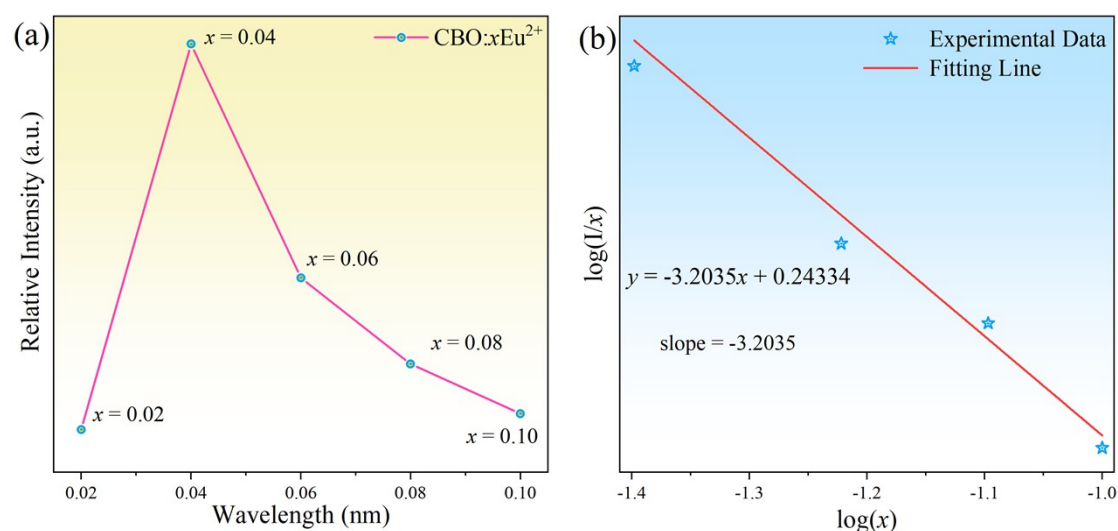 (a)
CBO:xEu²⁺
x = 0.04
x = 0.06
x = 0.08
x = 0.02
x = 0.10
Relative Intensity (a.u.)
0.02 0.04 0.06 0.08 0.10
Wavelength (nm)
(b)
Experimental Data
Fitting Line
log(I/x)
y = -3.2035x + 0.24334
slope = -3.2035
-1.4 -1.3 -1.2 -1.1 -1.0
log(x)